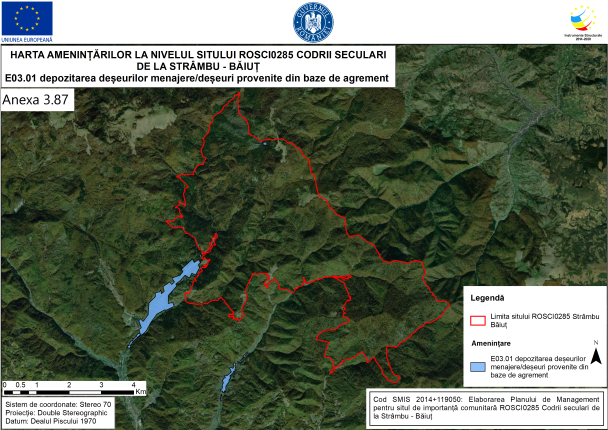 UNIUNEA EUROPEANĂ
GUVERNUL ROMÂNIEI
Instrumente Structurale
2014-2020
HARTA AMENINȚĂRILOR LA NIVELUL SITULUI ROSCI0285 CODRII SECULARI
DE LA STRÂMBU - BĂIUȚ
E03.01 depozitarea deșeurilor menajere/deșeuri provenite din baze de agrement
Anexa 3.87
Legendă
Limita sitului ROSCI0285 Strâmbu
Băiuț
Amenințare
E03.01 depozitarea deșeurilor
menajere/deșeuri provenite din
baze de agrement
N
0 0.5 1 2 3 4
Km
Sistem de coordonate: Stereo 70
Proiecție: Double Stereographic
Datum: Dealul Piscului 1970
Cod SMIS 2014+119050: Elaborarea Planului de Management
pentru situl de importanță comunitară ROSCI0285 Codrii seculari de
la Strâmbu - Băiuț